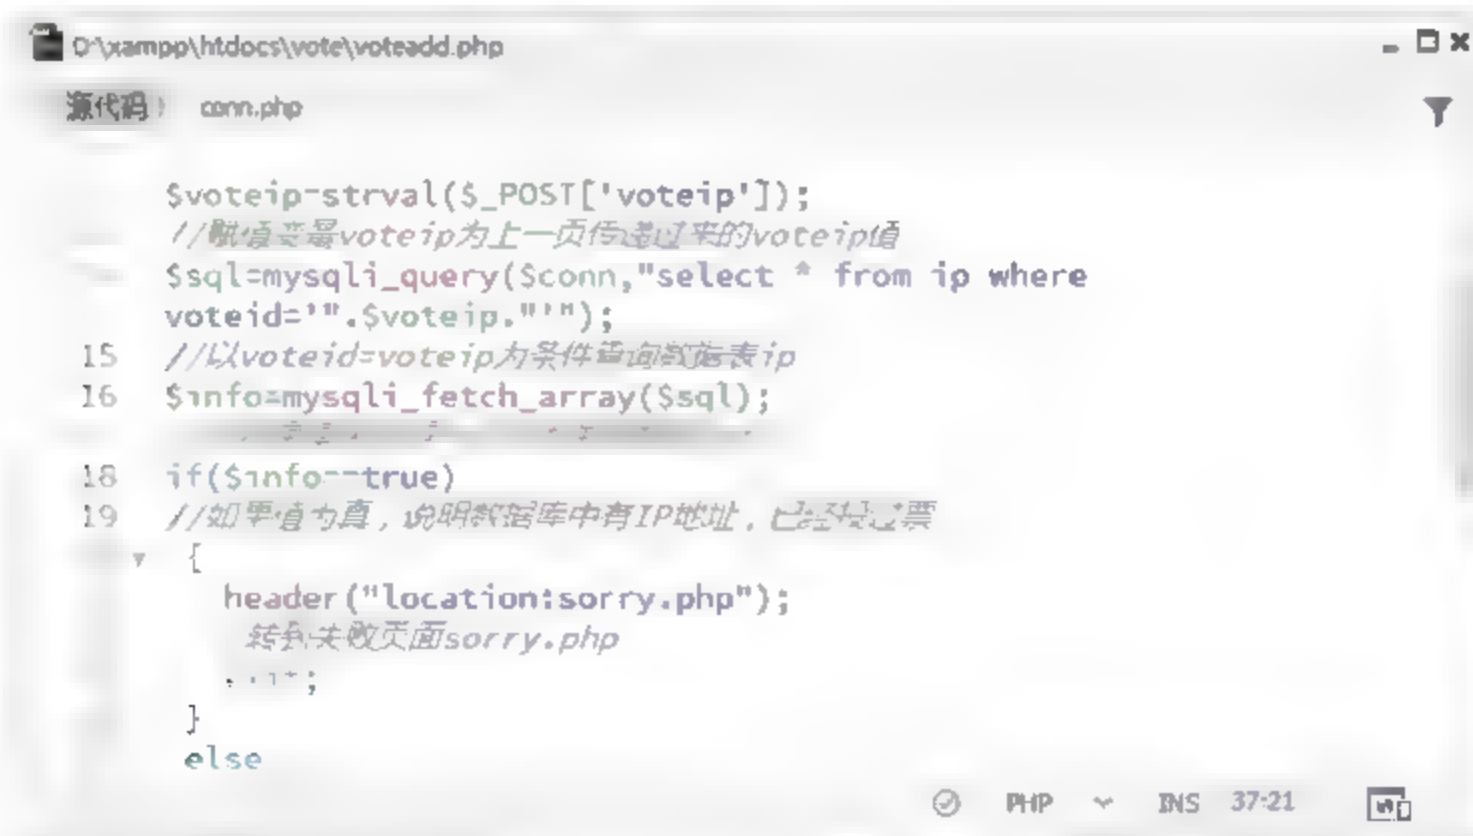 D:\xampp\htdocs\vote\voteadd.php
源代码 conn.php
$voteip=strval($_POST['voteip']);
//赋值变量voteip为上一页传递过来的voteip值
$sql=mysqli_query($conn,"select * from ip where
voteid='".$voteip."'");
15 //以voteid=voteip为条件查询数据表ip
16 $info=mysqli_fetch_array($sql);
18 if($info==true)
19 //如果值为真，说明数据库中有IP地址，已经投过票
{
header("location:sorry.php");
转到失败页面sorry.php
;
}
else
PHP INS 37:21